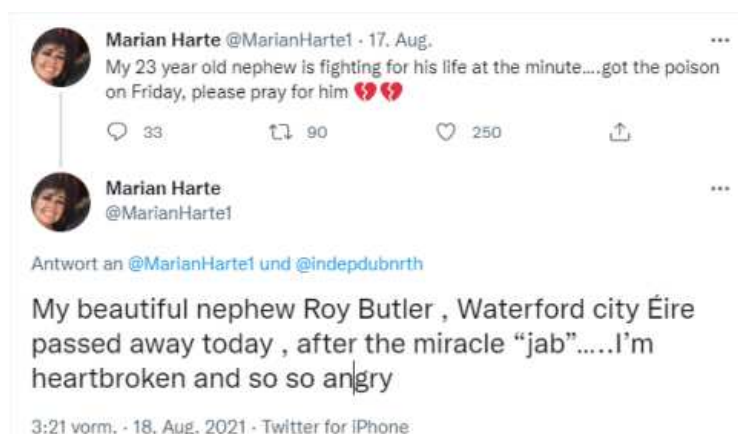 Marian Harte @MarianHarte1 · 17. Aug.
My 23 year old nephew is fighting for his life at the minute....got the poison
on Friday, please pray for him 💔💔
33 90 250
Marian Harte
@MarianHarte1
Antwort an @MarianHarte1 und @indepdubnrth
My beautiful nephew Roy Butler , Waterford city Éire
passed away today , after the miracle “jab”.....I’m
heartbroken and so so angry
3:21 vorm. · 18. Aug. 2021 · Twitter for iPhone